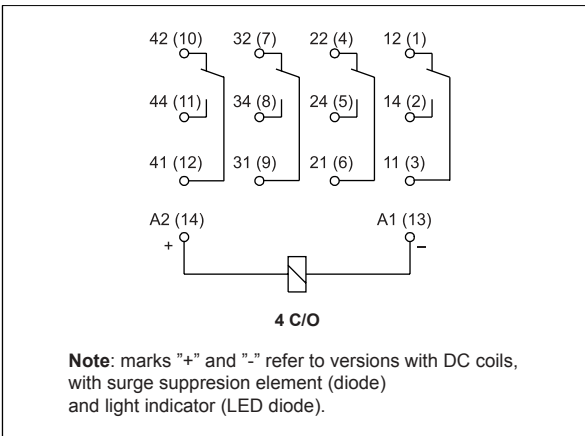 42 (10) 32 (7) 22 (4) 12 (1)
44 (11) 34 (8) 24 (5) 14 (2)
41 (12) 31 (9) 21 (6) 11 (3)
A2 (14) A1 (13)
+ –
4 C/O
Note: marks "+" and "-" refer to versions with DC coils,
with surge suppresion element (diode)
and light indicator (LED diode).